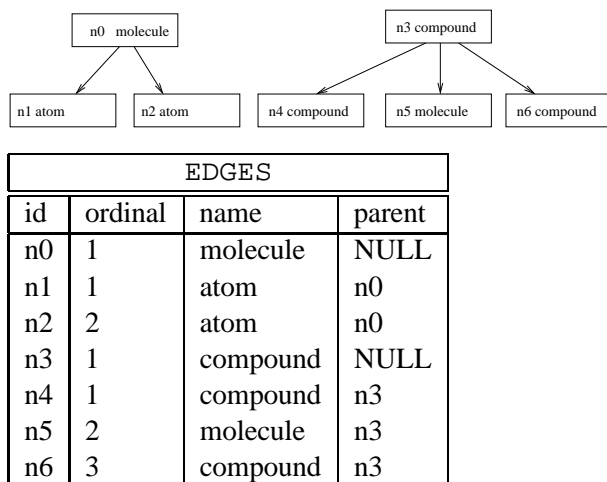 n0 molecule
n3 compound
n1 atom
n2 atom
n4 compound
n5 molecule
n6 compound
EDGES
id ordinal name parent
n0 1 molecule NULL
n1 1 atom n0
n2 2 atom n0
n3 1 compound NULL
n4 1 compound n3
n5 2 molecule n3
n6 3 compound n3